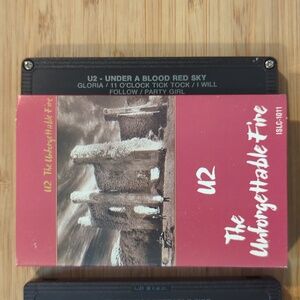 U2 - UNDER A BLOOD RED SKY
GLORIA / 11 O'CLOCK TICK TOCK / I WILL
FOLLOW / PARTY GIRL
U2 The Unforgettable Fire
U2
The
Unforgettable Fire
ISLC-1011